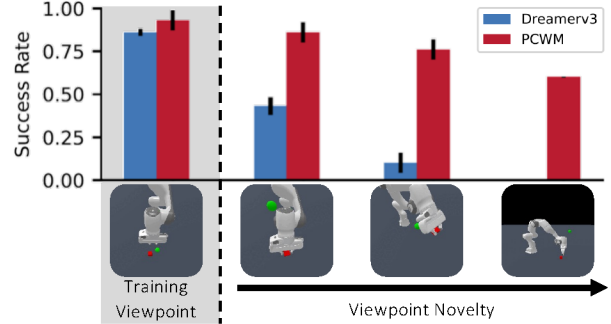 Success Rate
1.00
0.75
0.50
0.25
0.00
Dreamerv3
PCWM
Training
Viewpoint
Viewpoint Novelty